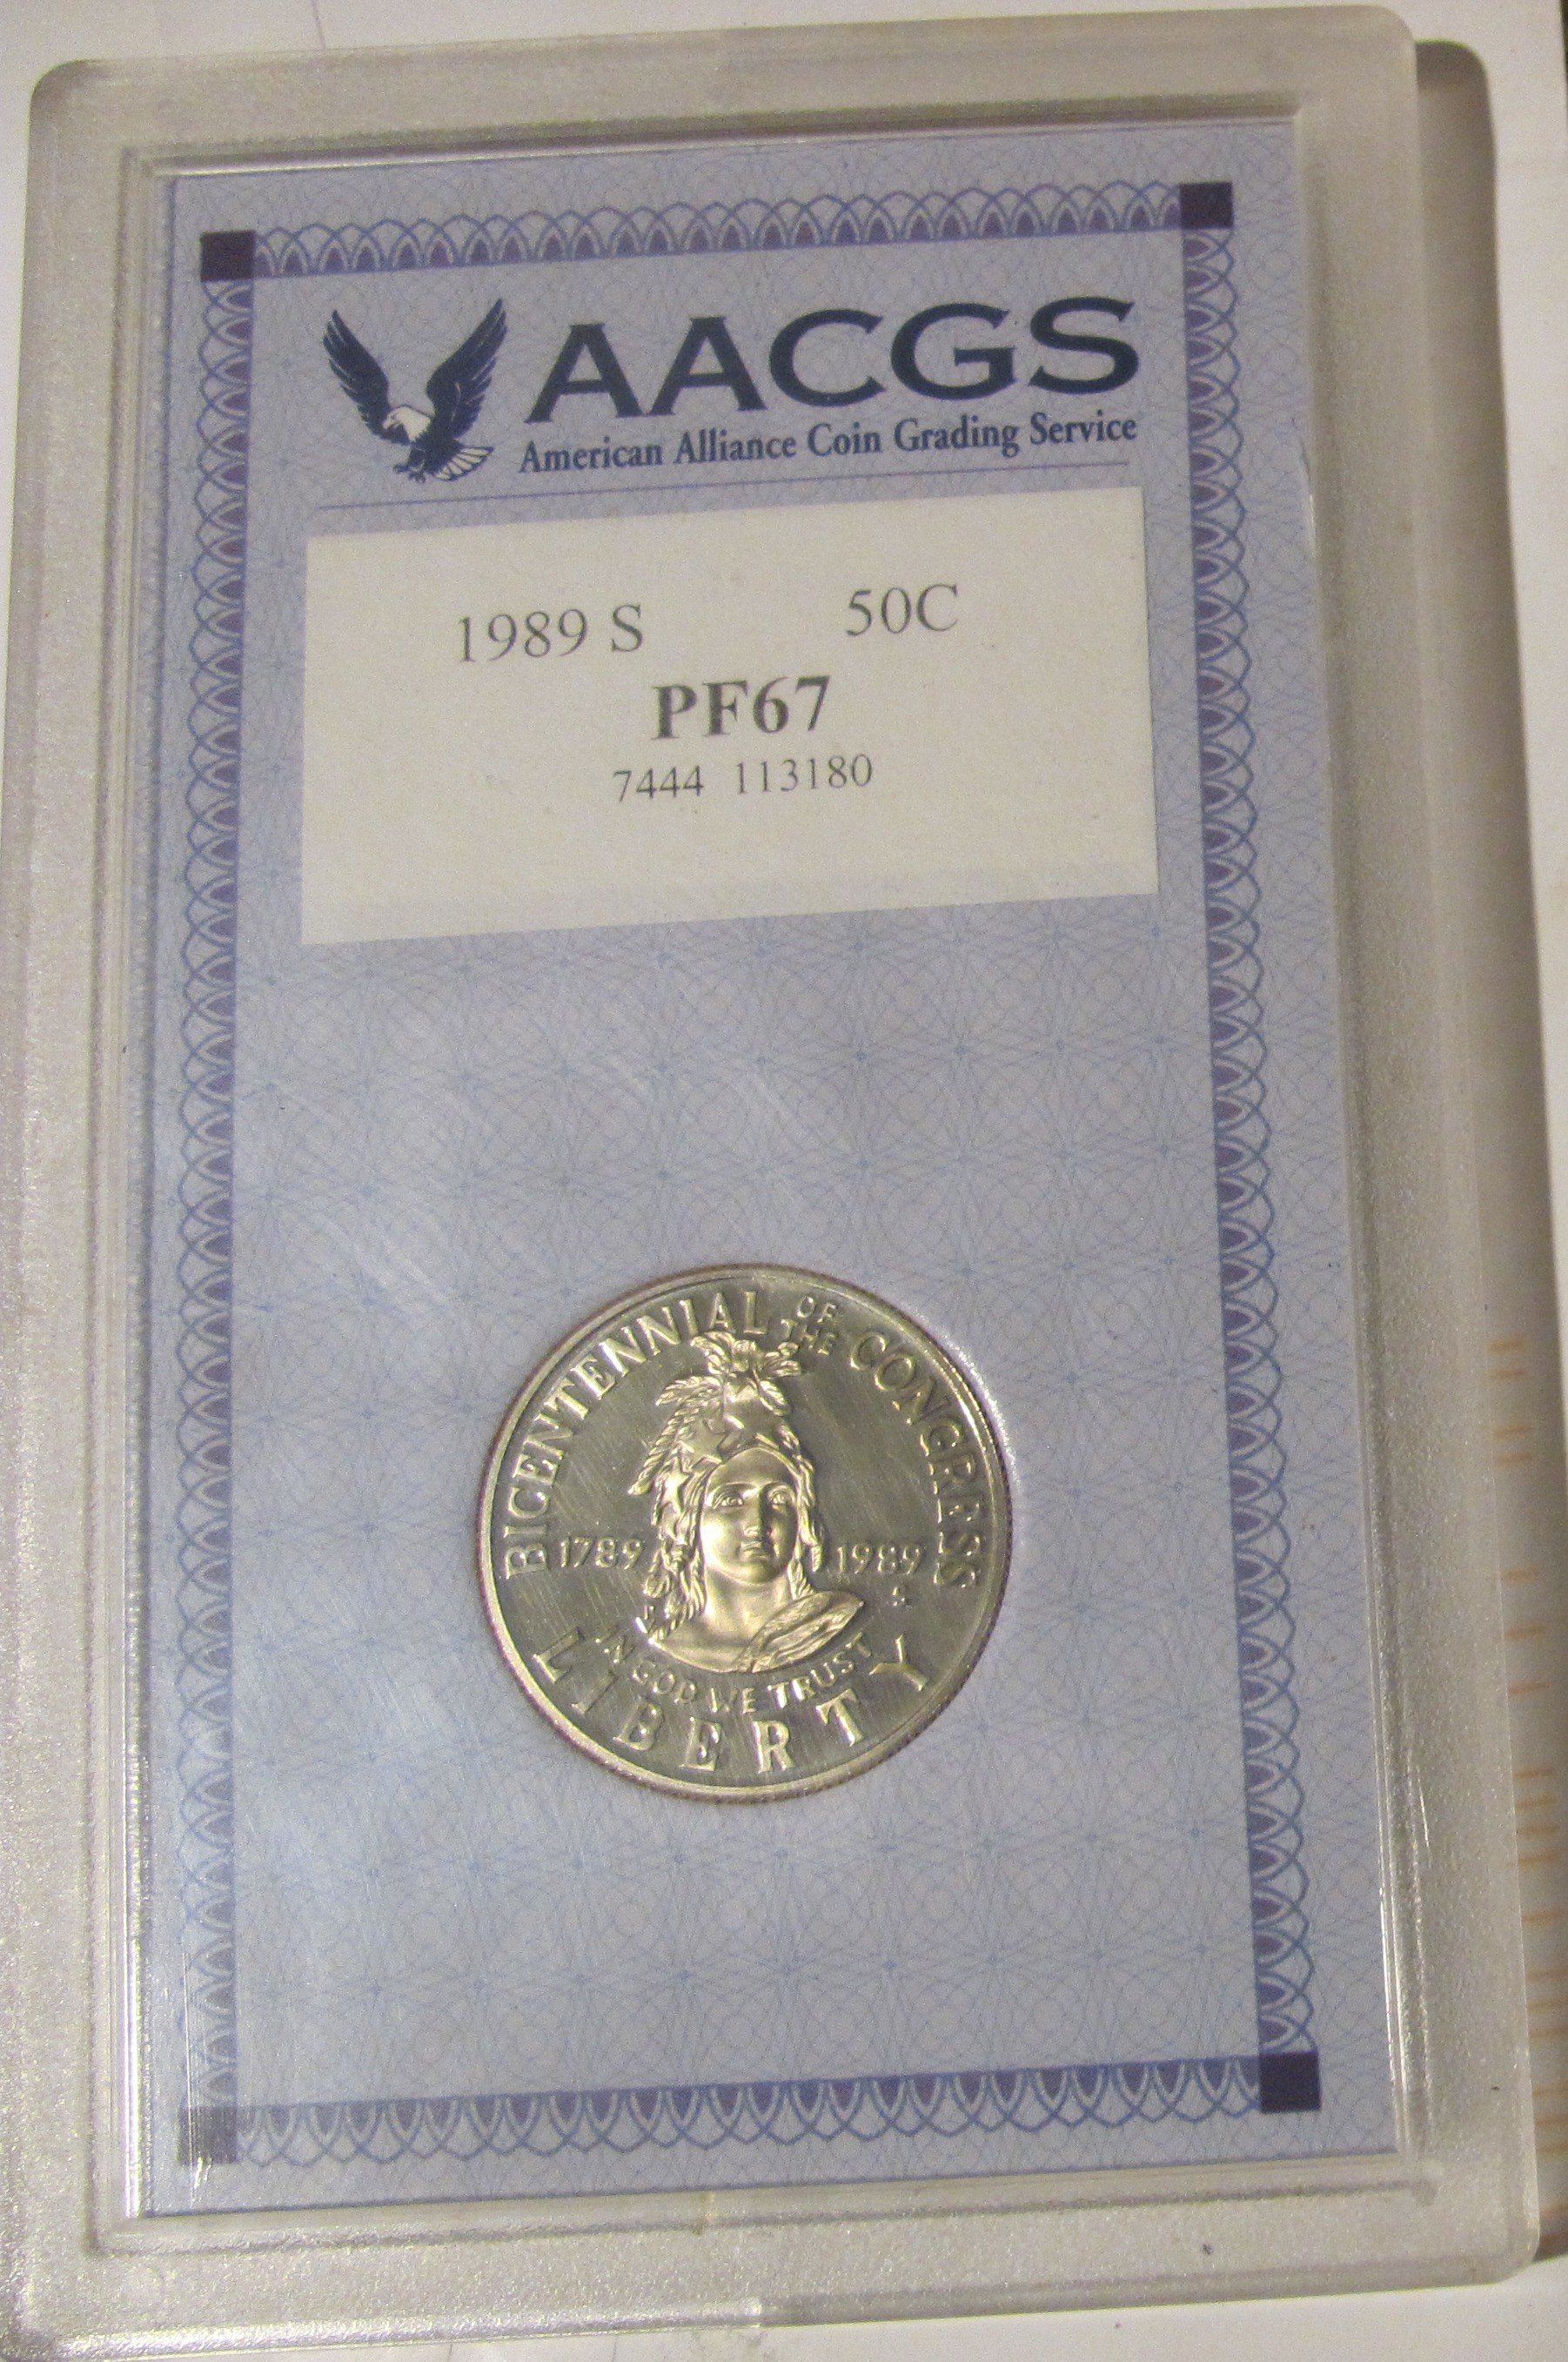 AACGS
American Alliance Coin Grading Service
1989 S 50C
PF67
7444 113180
BICENTENNIAL OF THE CONGRESS
1789 1989
S
IN GOD WE TRUST
LIBERTY